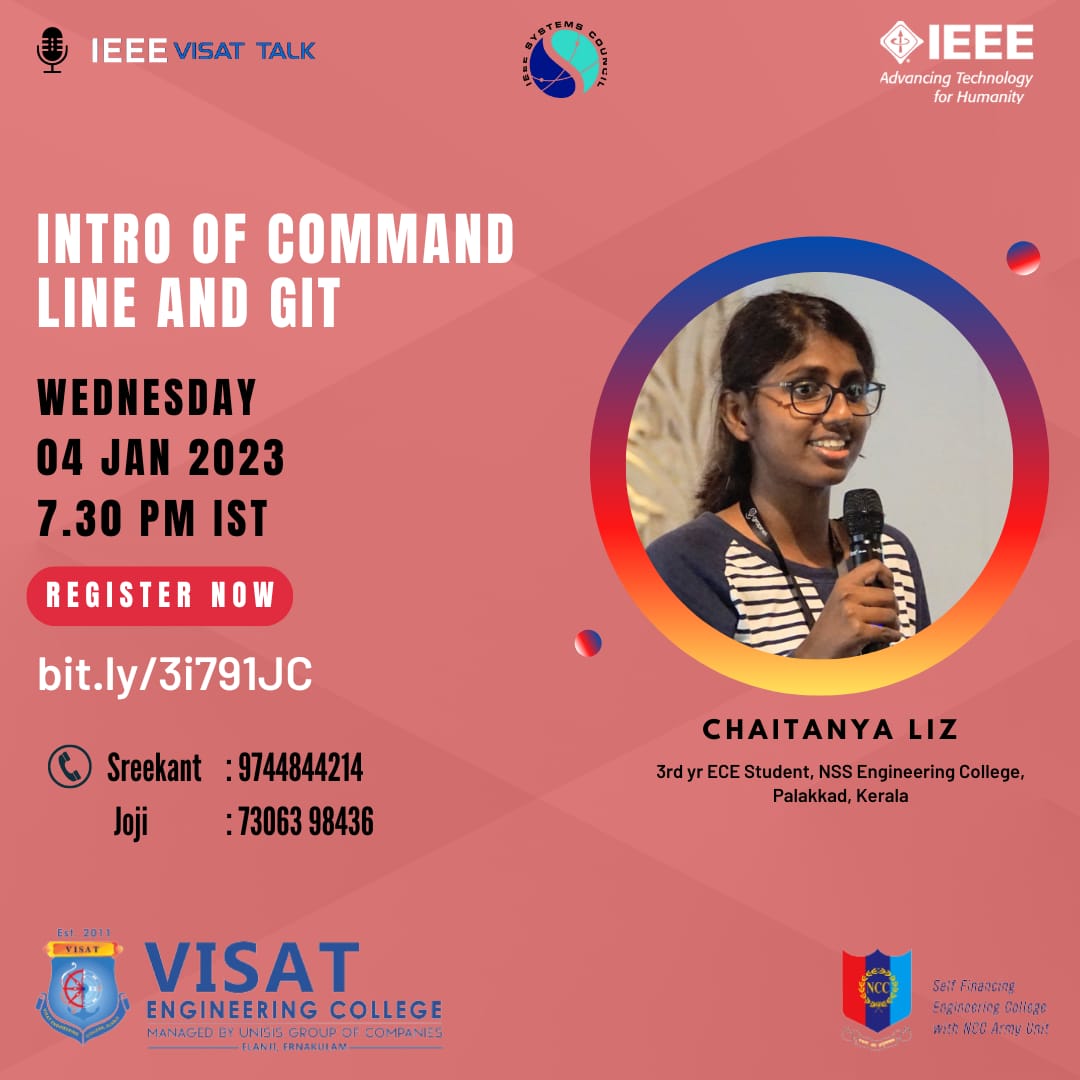 IEEE VISAT TALK
IEEE SYSTEMS COUNCIL
IEEE
Advancing Technology
for Humanity
INTRO OF COMMAND
LINE AND GIT
WEDNESDAY
04 JAN 2023
7.30 PM IST
REGISTER NOW
bit.ly/3i791JC
Sreekant : 9744844214
Joji : 73063 98436
CHAITANYA LIZ
3rd yr ECE Student, NSS Engineering College,
Palakkad, Kerala
Est. 2011
VISAT
VISAT
ENGINEERING COLLEGE
MANAGED BY UNISIS GROUP OF COMPANIES
ELANJI, ERNAKULAM
NCC
Self Financing
Engineering College
with NCC Army Unit